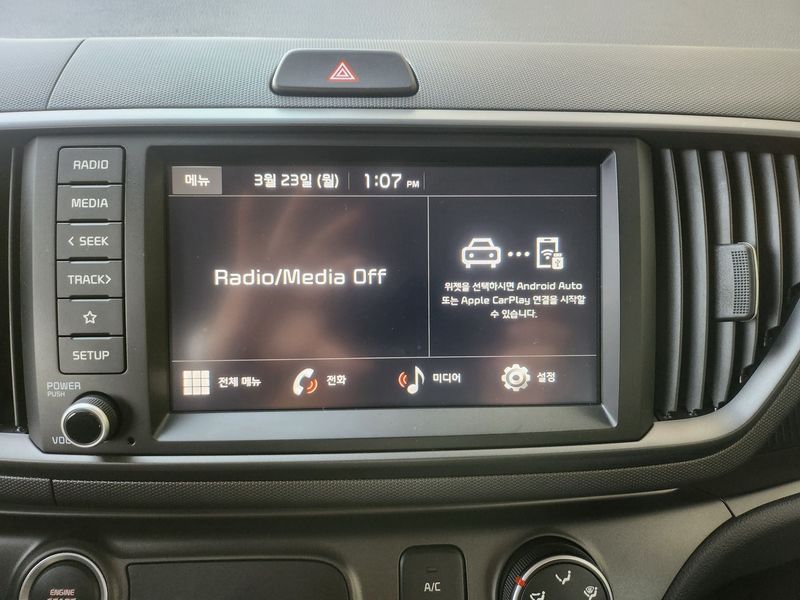 RADIO
MEDIA
< SEEK
TRACK>
SETUP
POWER
PUSH
VOL
메뉴
3월 23일 (월)
1:07 PM
Radio/Media Off
위젯을 선택하시면 Android Auto
또는 Apple CarPlay 연결을 시작할
수 있습니다.
전체 메뉴
전화
미디어
설정
ENGINE
A/C